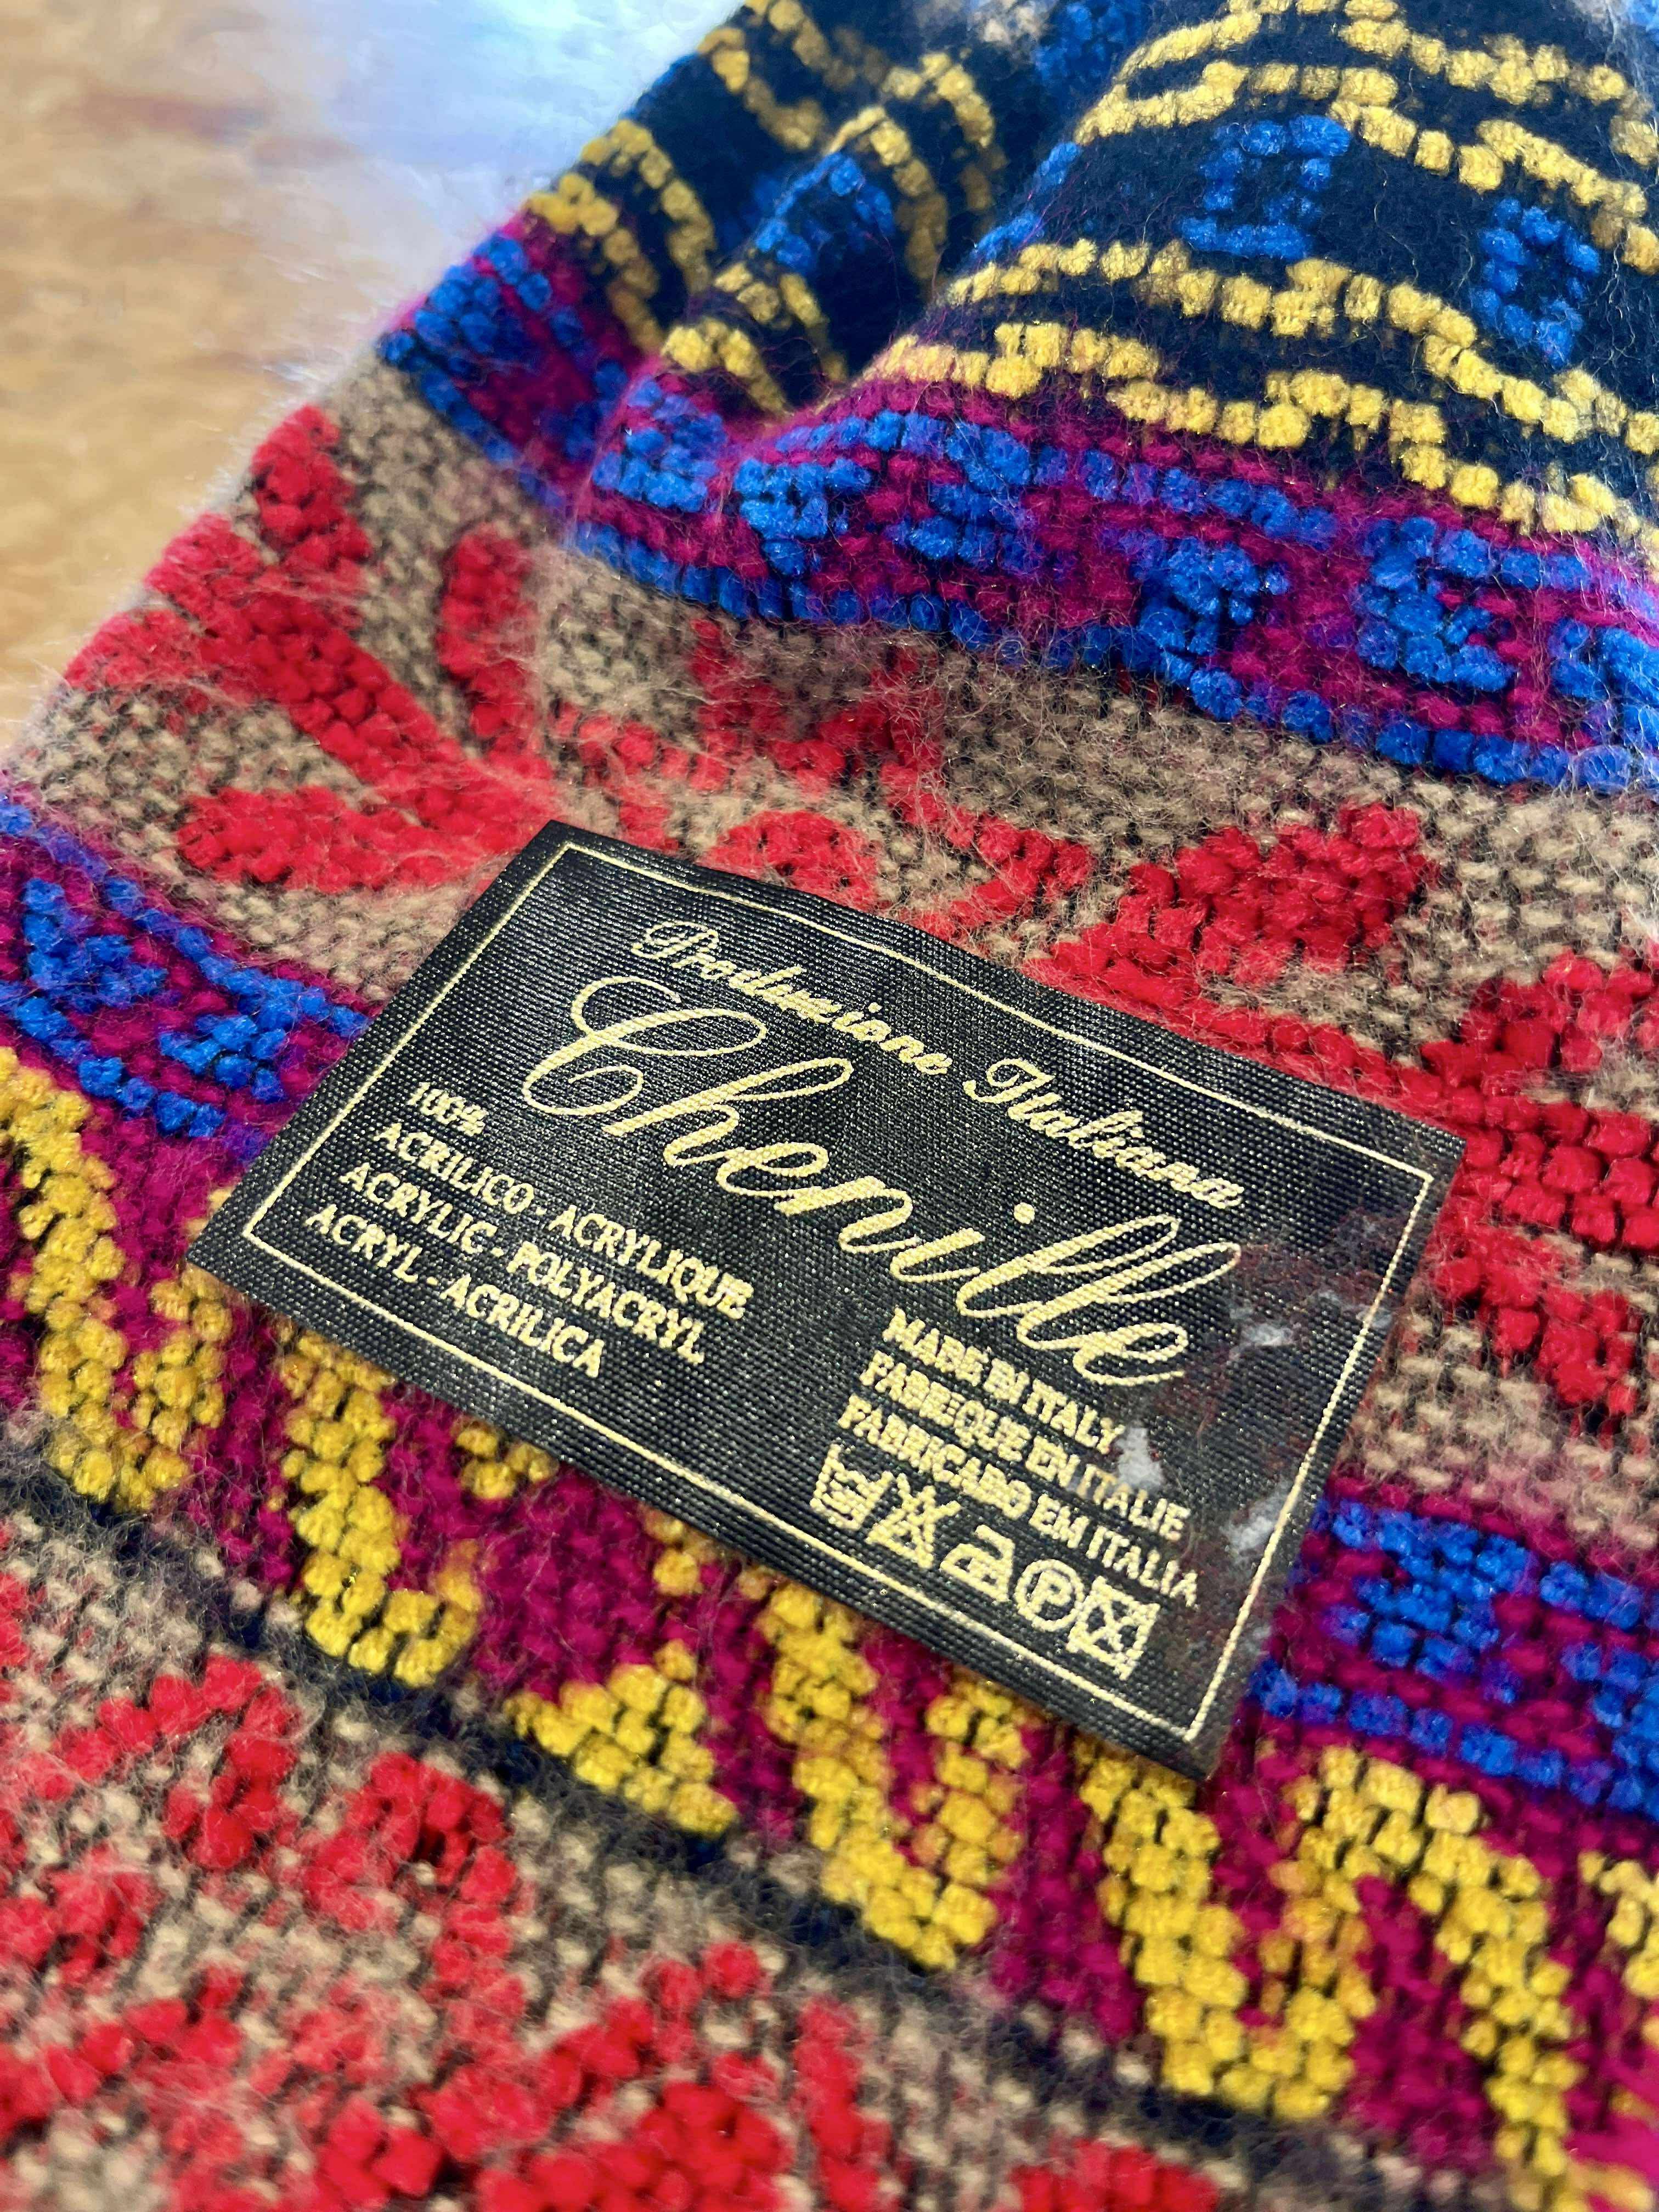 Produzione Italiana
Chenille
100%
ACRILICO - ACRYLIQUE
ACRYLIC - POLYACRYL
ACRYL - ACRILICA
MADE IN ITALY
FABRIQUE EN ITALIE
FABRICADO EM ITALIA
P